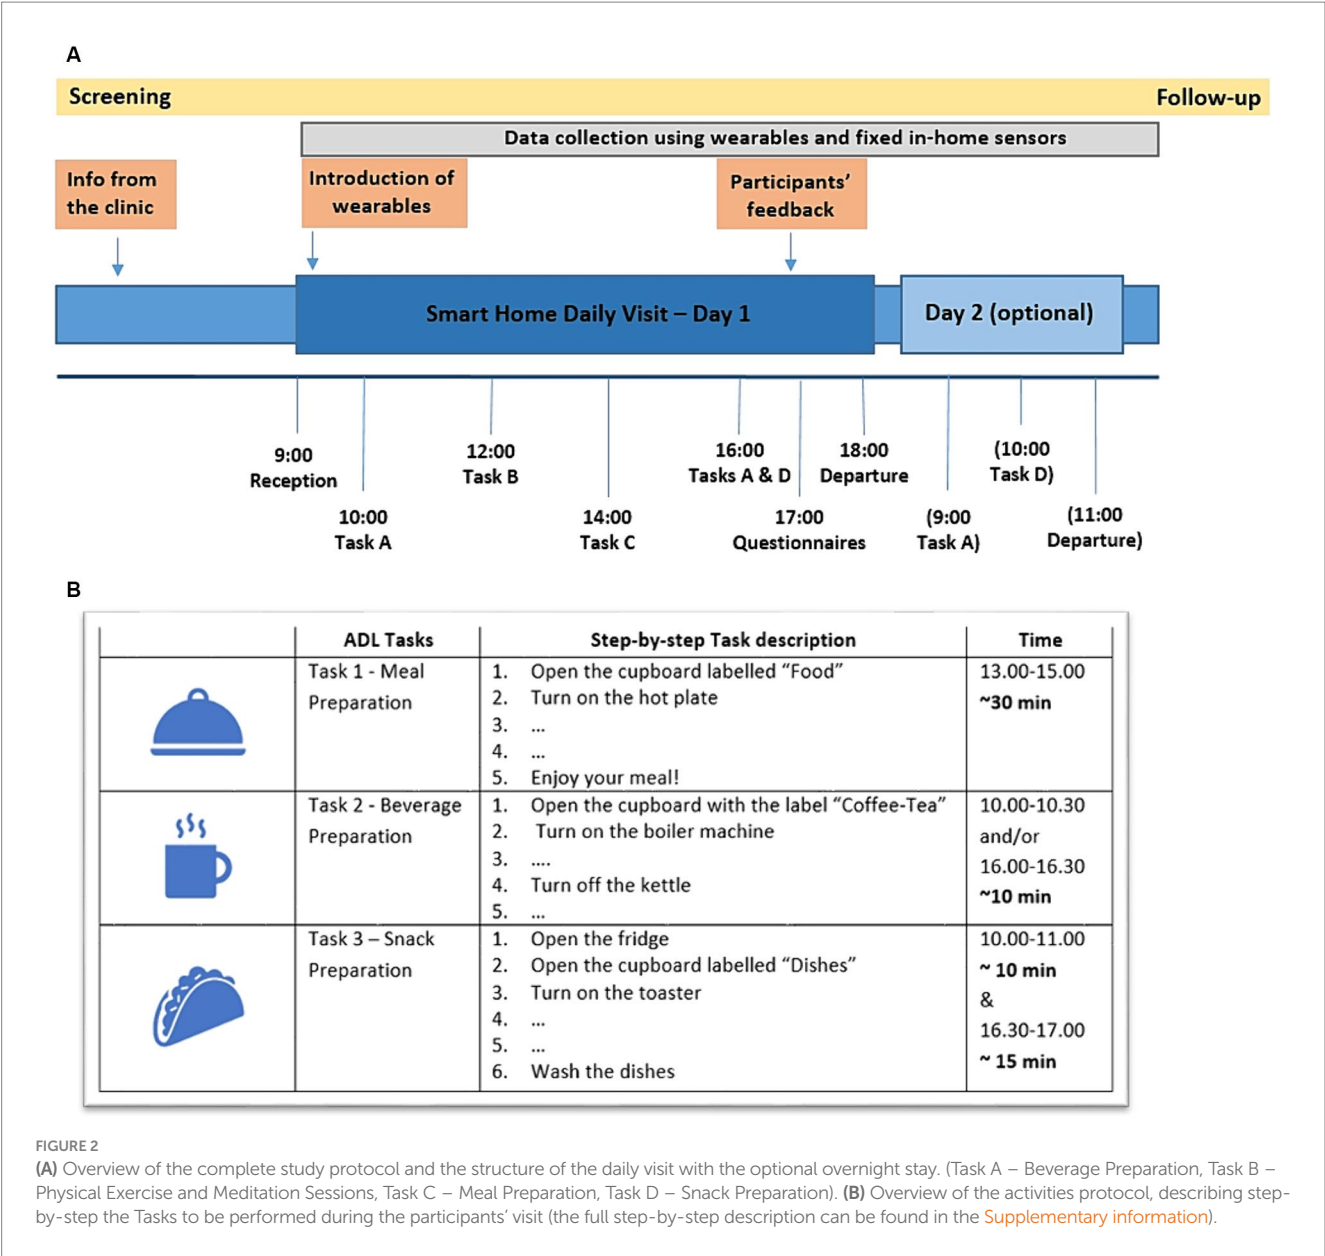 A
Screening
Follow-up
Data collection using wearables and fixed in-home sensors
Info from
the clinic
Introduction of
wearables
Participants’
feedback
Smart Home Daily Visit – Day 1
Day 2 (optional)
9:00
Reception
10:00
Task A
12:00
Task B
14:00
Task C
16:00
Tasks A & D
17:00
Questionnaires
18:00
Departure
(9:00
Task A)
(10:00
Task D)
(11:00
Departure)
B
ADL Tasks
Step-by-step Task description
Time
Task 1 - Meal
Preparation
1. Open the cupboard labelled “Food”
2. Turn on the hot plate
3. ...
4. ...
5. Enjoy your meal!
13.00-15.00
~30 min
Task 2 - Beverage
Preparation
1. Open the cupboard with the label “Coffee-Tea”
2. Turn on the boiler machine
3. ....
4. Turn off the kettle
5. ...
10.00-10.30
and/or
16.00-16.30
~10 min
Task 3 – Snack
Preparation
1. Open the fridge
2. Open the cupboard labelled “Dishes”
3. Turn on the toaster
4. ...
5. ...
6. Wash the dishes
10.00-11.00
~ 10 min
&
16.30-17.00
~ 15 min
FIGURE 2
(A) Overview of the complete study protocol and the structure of the daily visit with the optional overnight stay. (Task A – Beverage Preparation, Task B –
Physical Exercise and Meditation Sessions, Task C – Meal Preparation, Task D – Snack Preparation). (B) Overview of the activities protocol, describing step-
by-step the Tasks to be performed during the participants’ visit (the full step-by-step description can be found in the Supplementary information).